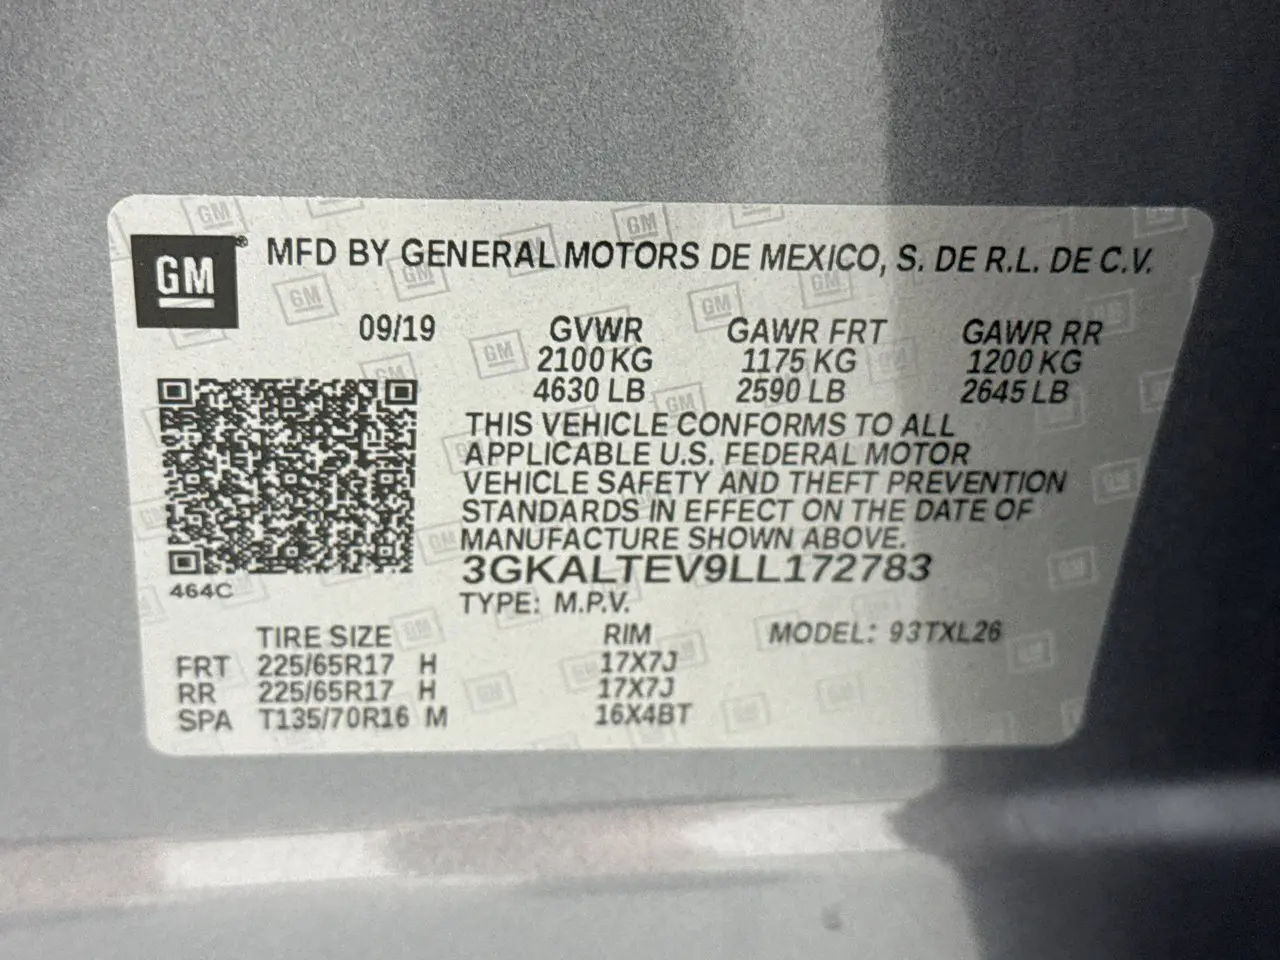 GM® MFD BY GENERAL MOTORS DE MEXICO, S. DE R.L. DE C.V.
09/19 GVWR GAWR FRT GAWR RR
2100 KG 1175 KG 1200 KG
4630 LB 2590 LB 2645 LB
THIS VEHICLE CONFORMS TO ALL
APPLICABLE U.S. FEDERAL MOTOR
VEHICLE SAFETY AND THEFT PREVENTION
STANDARDS IN EFFECT ON THE DATE OF
MANUFACTURE SHOWN ABOVE.
3GKALTEV9LL172783
464C
TYPE: M.P.V.
TIRE SIZE RIM MODEL: 93TXL26
FRT 225/65R17 H 17X7J
RR 225/65R17 H 17X7J
SPA T135/70R16 M 16X4BT